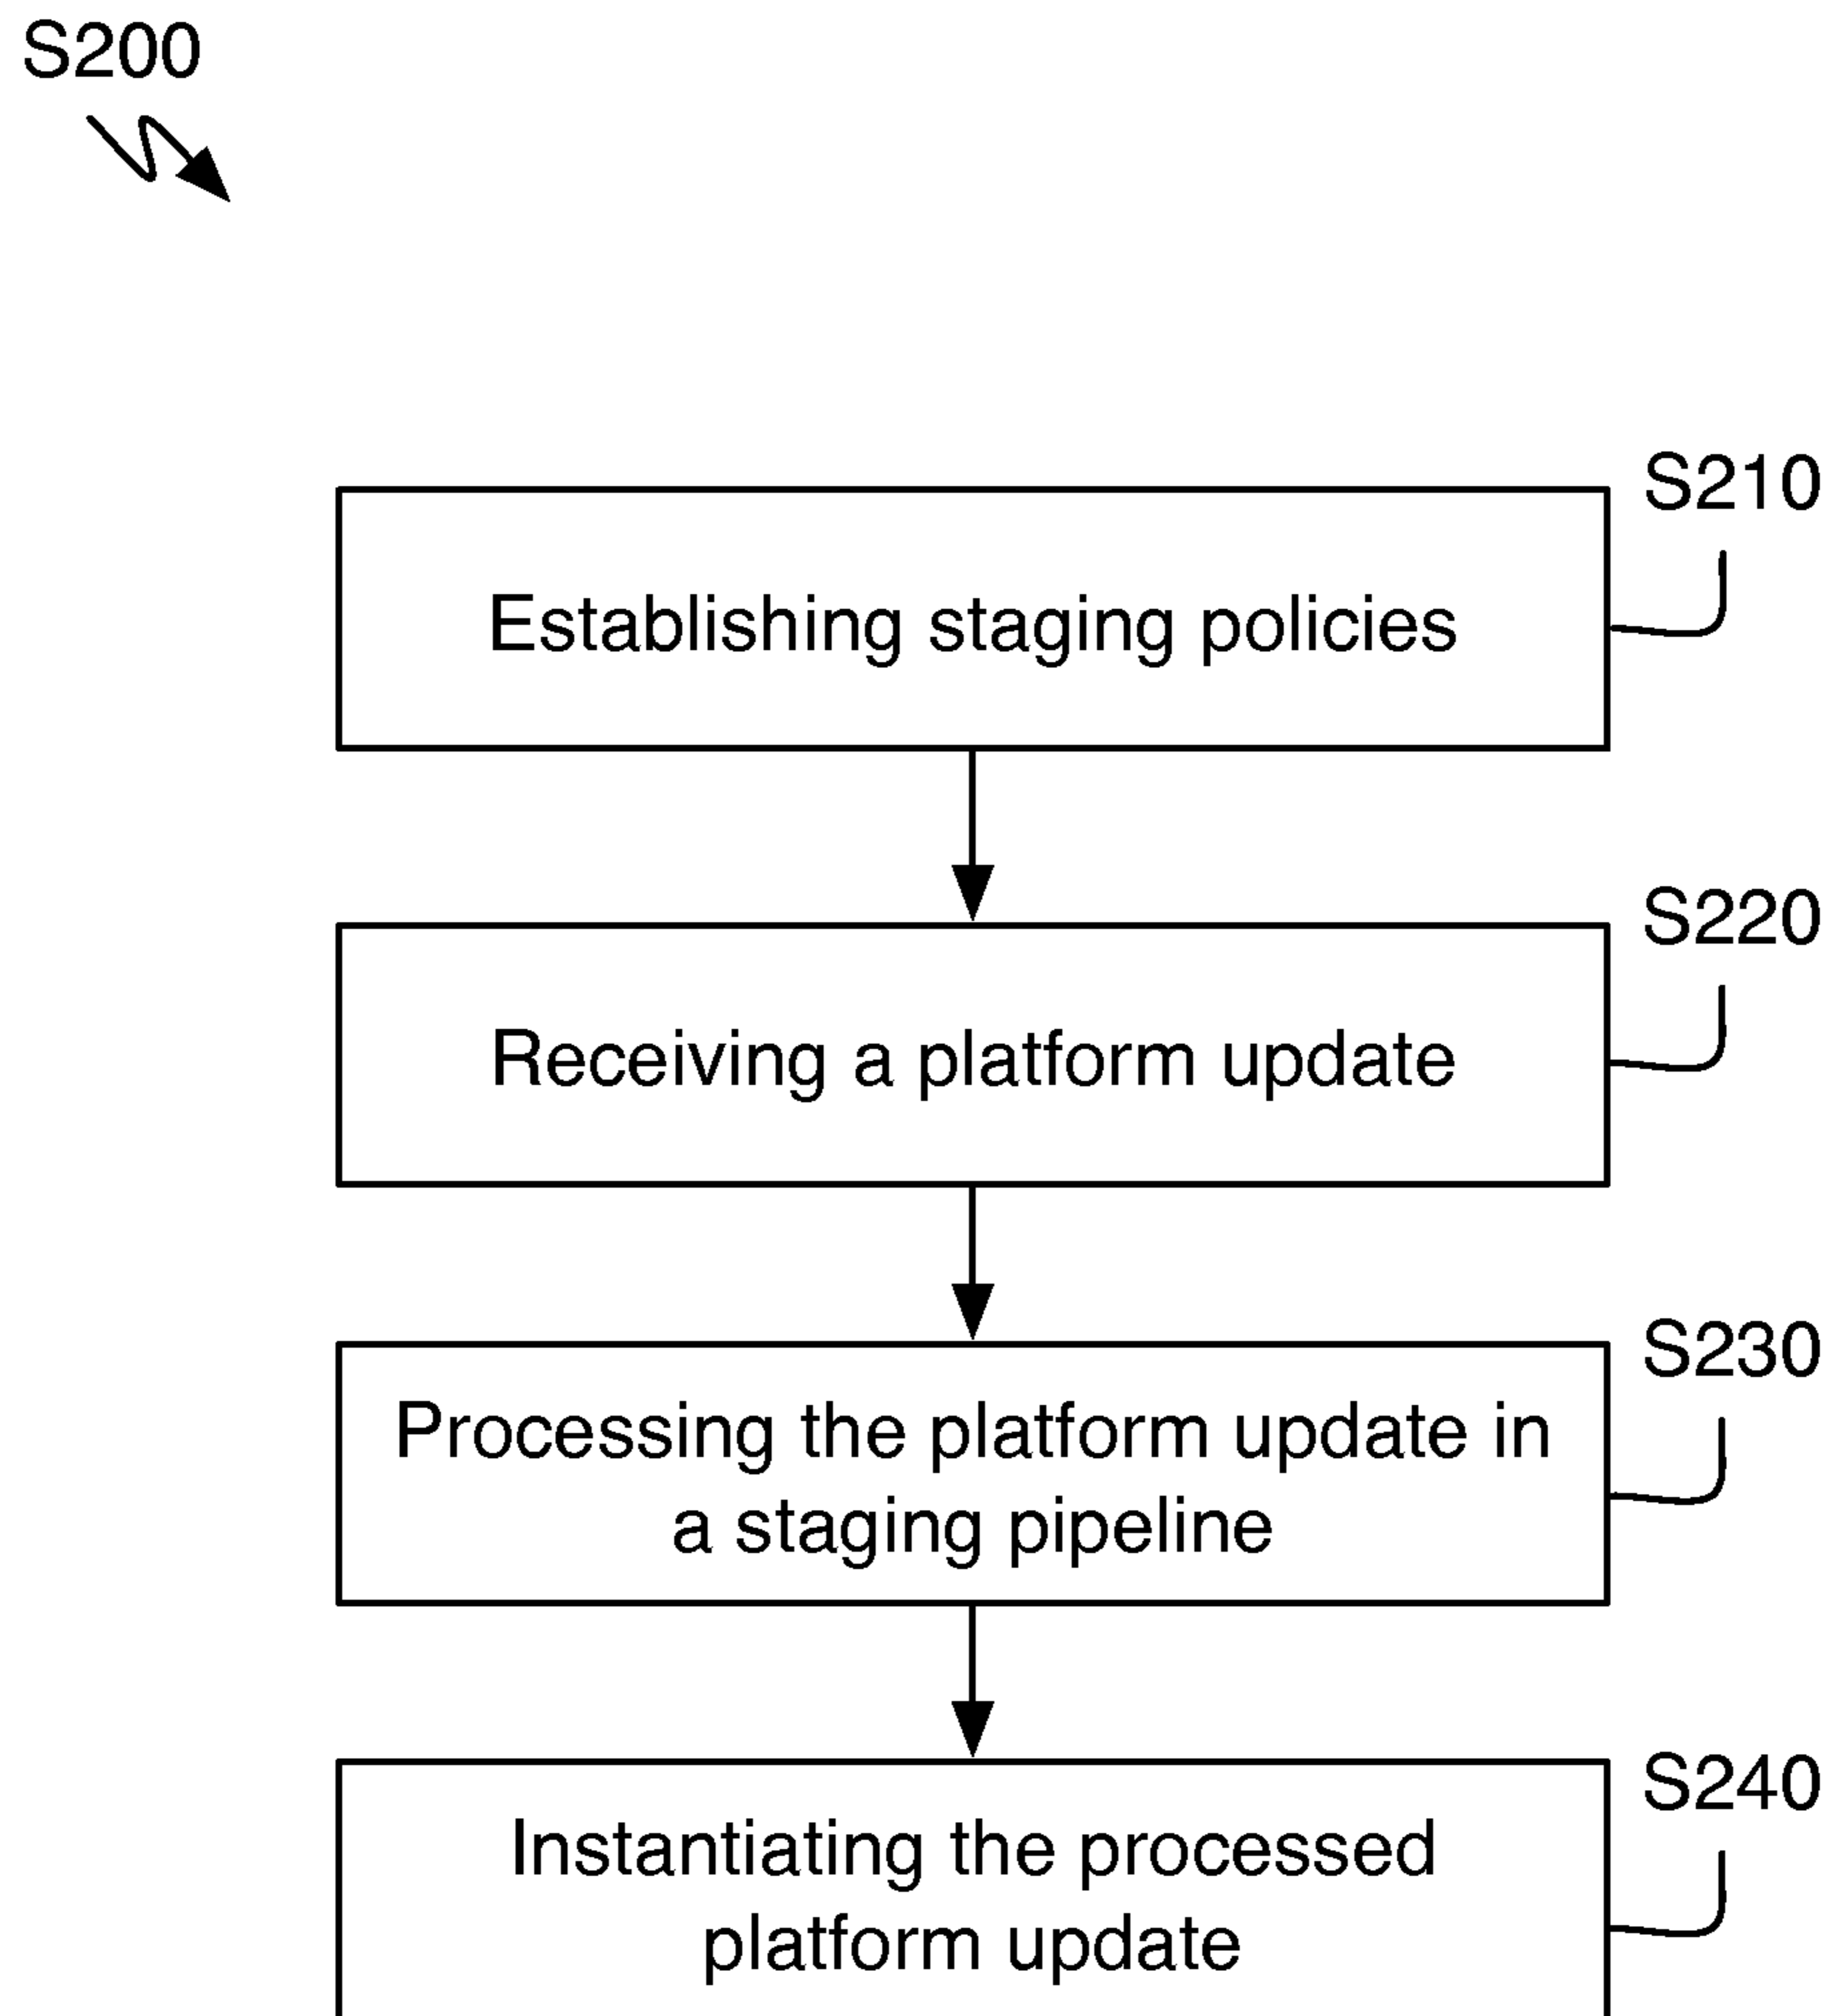 S200
S210
Establishing staging policies
S220
Receiving a platform update
S230
Processing the platform update in
a staging pipeline
S240
Instantiating the processed
platform update